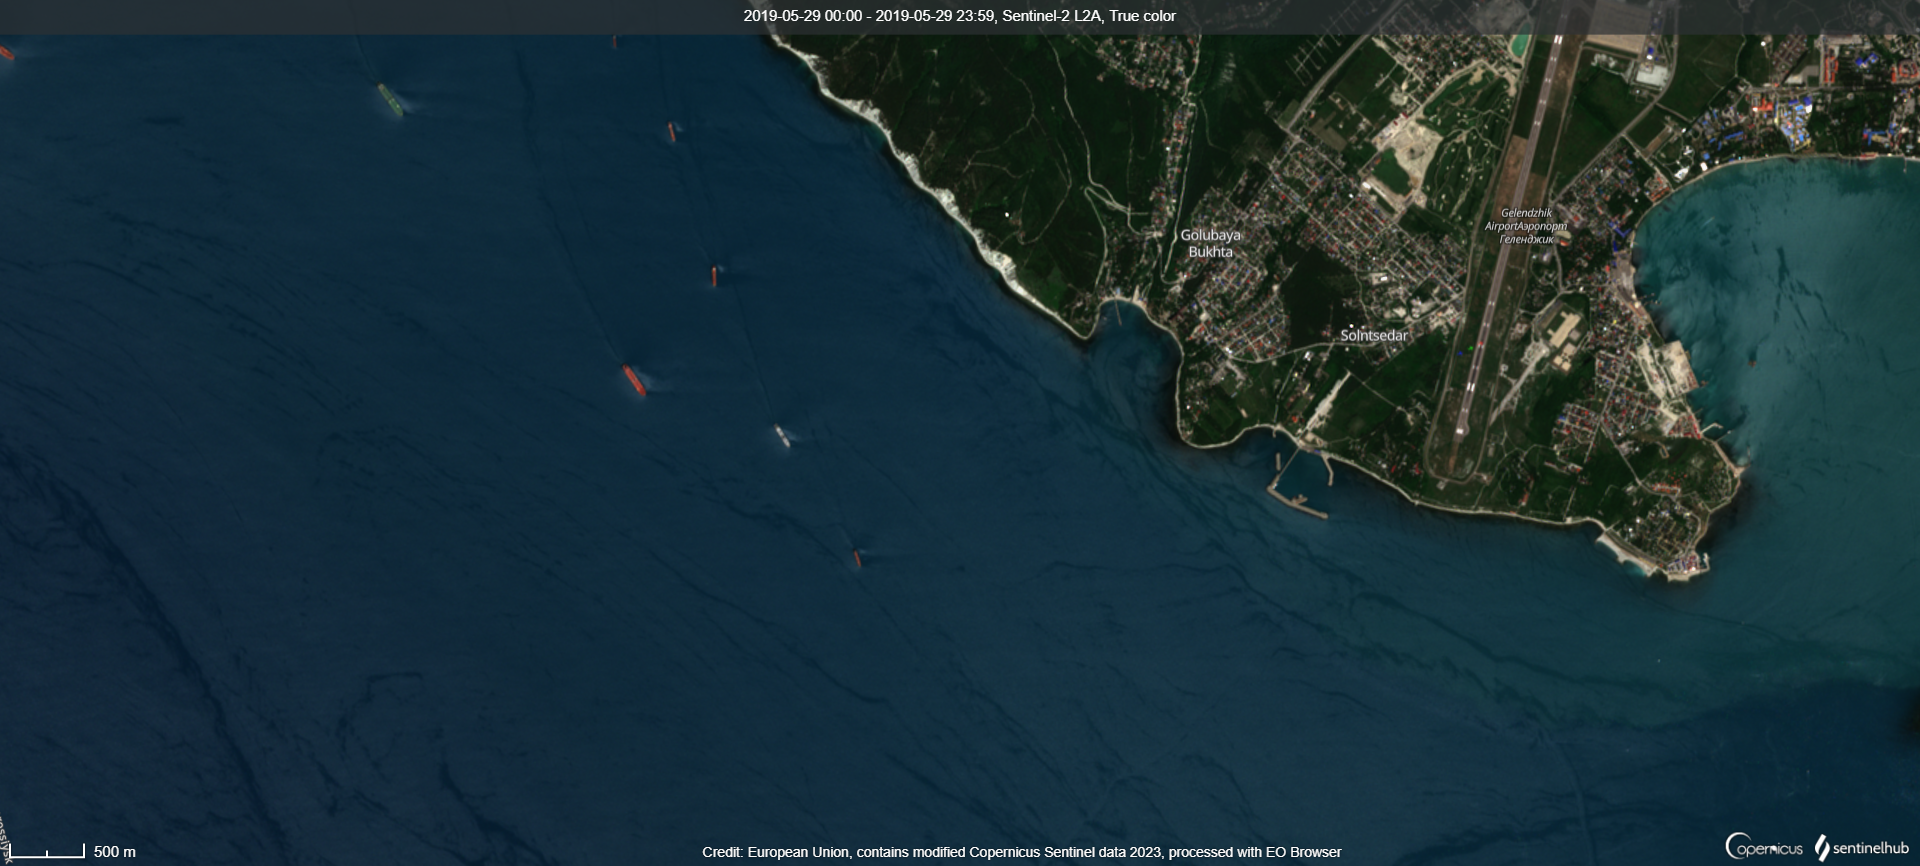 2019-05-29 00:00 - 2019-05-29 23:59, Sentinel-2 L2A, True color
Gelendzhik
AirportАэропорт
Геленджик
Golubaya
Bukhta
Solntsedar
500 m
Credit: European Union, contains modified Copernicus Sentinel data 2023, processed with EO Browser
Copernicus
sentinelhub